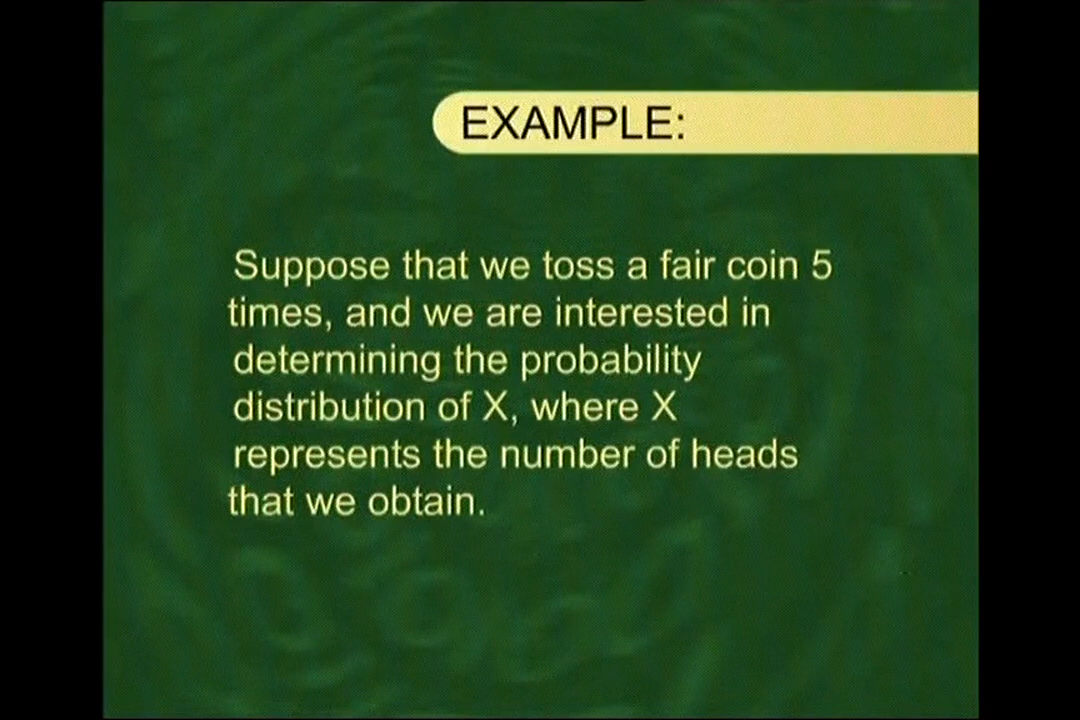 EXAMPLE:
Suppose that we toss a fair coin 5
times, and we are interested in
determining the probability
distribution of X, where X
represents the number of heads
that we obtain.